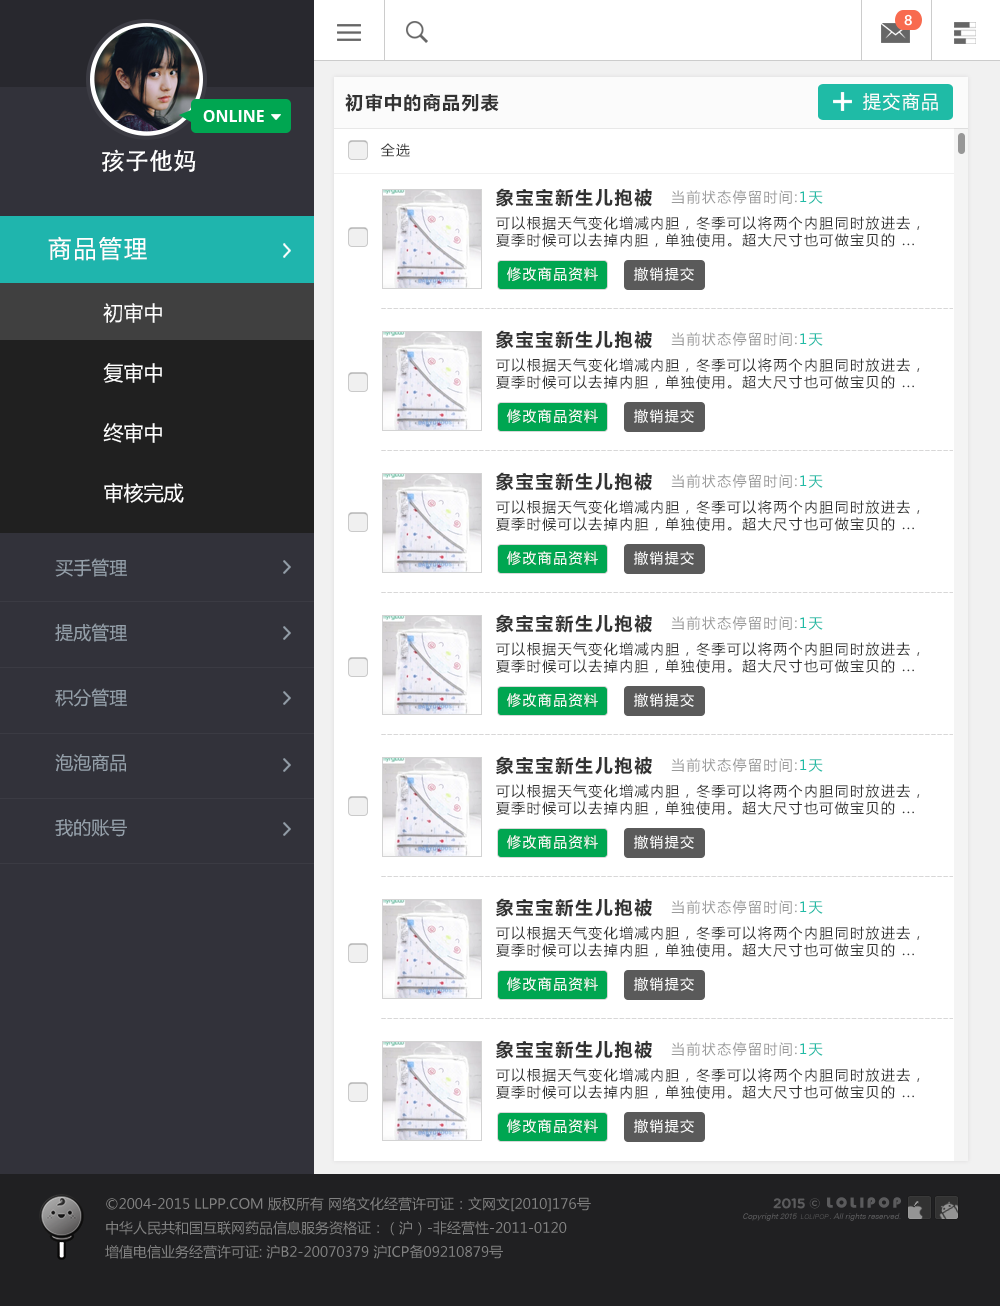 8
ONLINE
孩子他妈
商品管理
初审中
复审中
终审中
审核完成
买手管理
提成管理
积分管理
泡泡商品
我的账号
初审中的商品列表
提交商品
全选
象宝宝新生儿抱被 当前状态停留时间:1天
可以根据天气变化增减内胆，冬季可以将两个内胆同时放进去，
夏季时候可以去掉内胆，单独使用。超大尺寸也可做宝贝的 ...
修改商品资料 撤销提交
象宝宝新生儿抱被 当前状态停留时间:1天
可以根据天气变化增减内胆，冬季可以将两个内胆同时放进去，
夏季时候可以去掉内胆，单独使用。超大尺寸也可做宝贝的 ...
修改商品资料 撤销提交
象宝宝新生儿抱被 当前状态停留时间:1天
可以根据天气变化增减内胆，冬季可以将两个内胆同时放进去，
夏季时候可以去掉内胆，单独使用。超大尺寸也可做宝贝的 ...
修改商品资料 撤销提交
象宝宝新生儿抱被 当前状态停留时间:1天
可以根据天气变化增减内胆，冬季可以将两个内胆同时放进去，
夏季时候可以去掉内胆，单独使用。超大尺寸也可做宝贝的 ...
修改商品资料 撤销提交
象宝宝新生儿抱被 当前状态停留时间:1天
可以根据天气变化增减内胆，冬季可以将两个内胆同时放进去，
夏季时候可以去掉内胆，单独使用。超大尺寸也可做宝贝的 ...
修改商品资料 撤销提交
象宝宝新生儿抱被 当前状态停留时间:1天
可以根据天气变化增减内胆，冬季可以将两个内胆同时放进去，
夏季时候可以去掉内胆，单独使用。超大尺寸也可做宝贝的 ...
修改商品资料 撤销提交
象宝宝新生儿抱被 当前状态停留时间:1天
可以根据天气变化增减内胆，冬季可以将两个内胆同时放进去，
夏季时候可以去掉内胆，单独使用。超大尺寸也可做宝贝的 ...
修改商品资料 撤销提交
©2004-2015 LLPP.COM 版权所有 网络文化经营许可证：文网文[2010]176号
中华人民共和国互联网药品信息服务资格证：（沪）-非经营性-2011-0120
增值电信业务经营许可证: 沪B2-20070379 沪ICP备09210879号
2015 © LOLIPOP
Copyright 2015 LOLIPOP. All rights reserved.